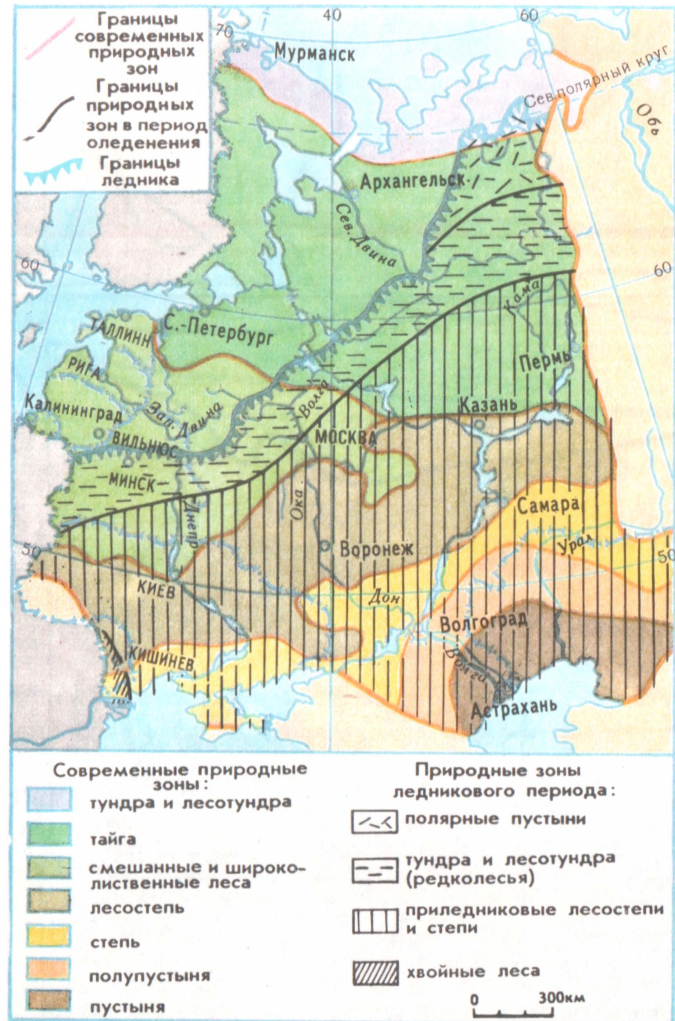 Границы
современных
природных
зон
Границы
природных
зон в период
оледенения
Границы
ледника
70
40
60
Мурманск
Сев. полярный круг
Обь
Архангельск
Сев. Двина
60
60
Кама
ТАЛЛИНН
С.-Петербург
РИГА
Пермь
Калининград
Зап. Двина
Волга
Казань
ВИЛЬНЮС
МОСКВА
МИНСК
Днепр
Ока
Самара
50
Воронеж
Урал
50
КИЕВ
Дон
Волгоград
КИШИНЕВ
Волга
Астрахань
Современные природные
зоны:
тундра и лесотундра
тайга
смешанные и широко-
лиственные леса
лесостепь
степь
полупустыня
пустыня
Природные зоны
ледникового периода:
полярные пустыни
тундра и лесотундра
(редколесья)
приледниковые лесостепи
и степи
хвойные леса
0 300км